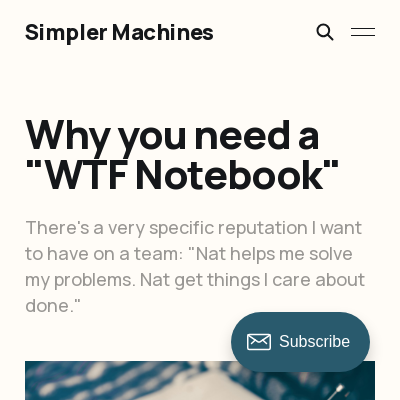 Simpler Machines
Why you need a
"WTF Notebook"
There's a very specific reputation I want
to have on a team: "Nat helps me solve
my problems. Nat get things I care about
done."
Subscribe